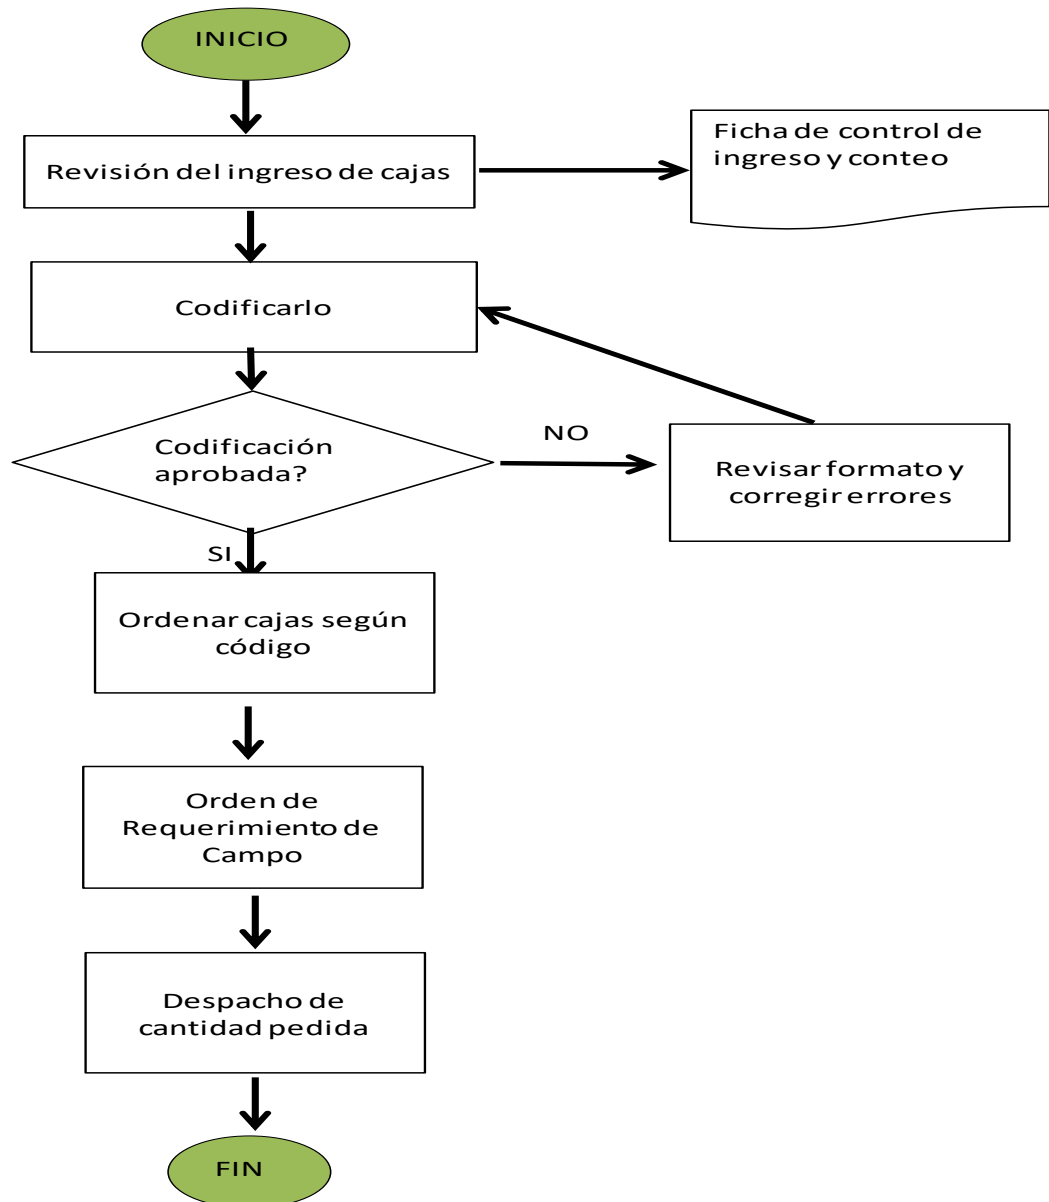 INICIO
Revisión del ingreso de cajas
Ficha de control de
ingreso y conteo
Codificarlo
Codificación
aprobada?
NO
Revisar formato y
corregir errores
SI
Ordenar cajas según
código
Orden de
Requerimiento de
Campo
Despacho de
cantidad pedida
FIN